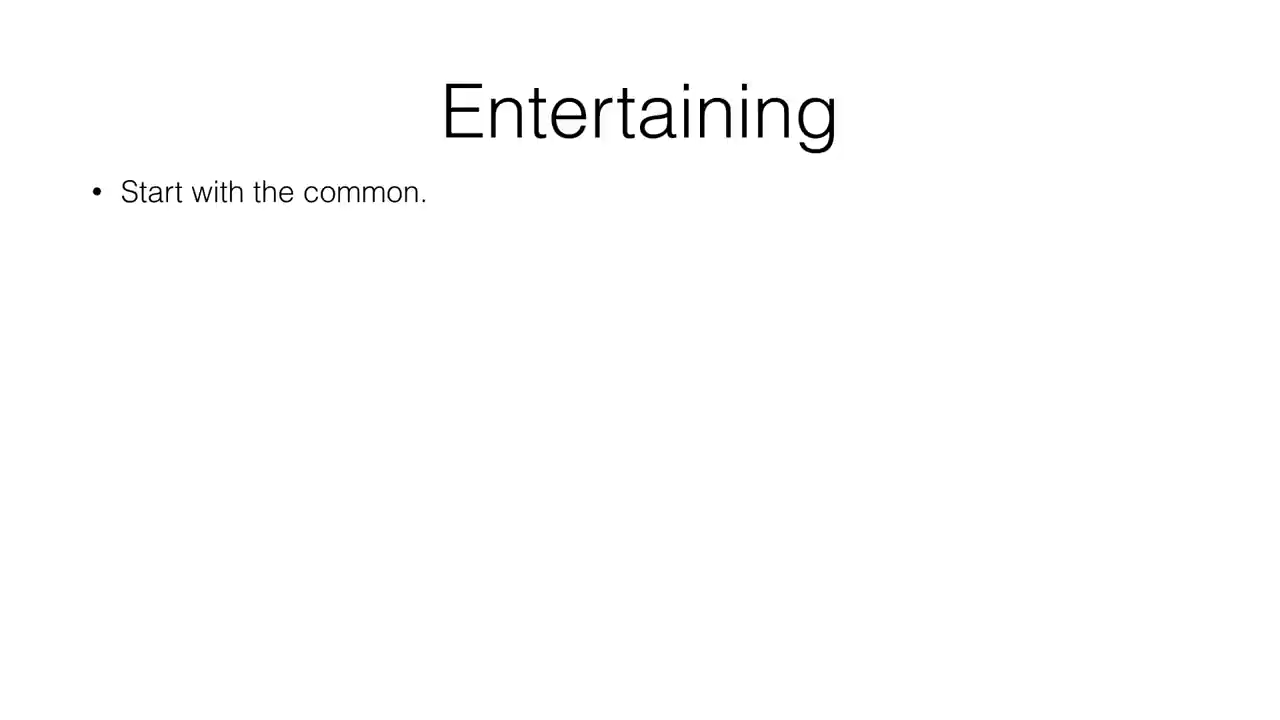 Entertaining
• Start with the common.